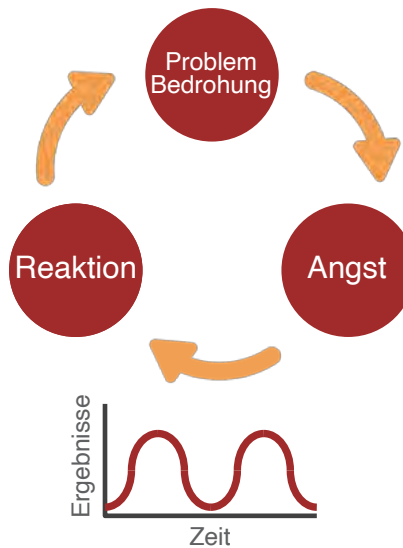 Problem
Bedrohung
Angst
Reaktion
Ergebnisse
Zeit